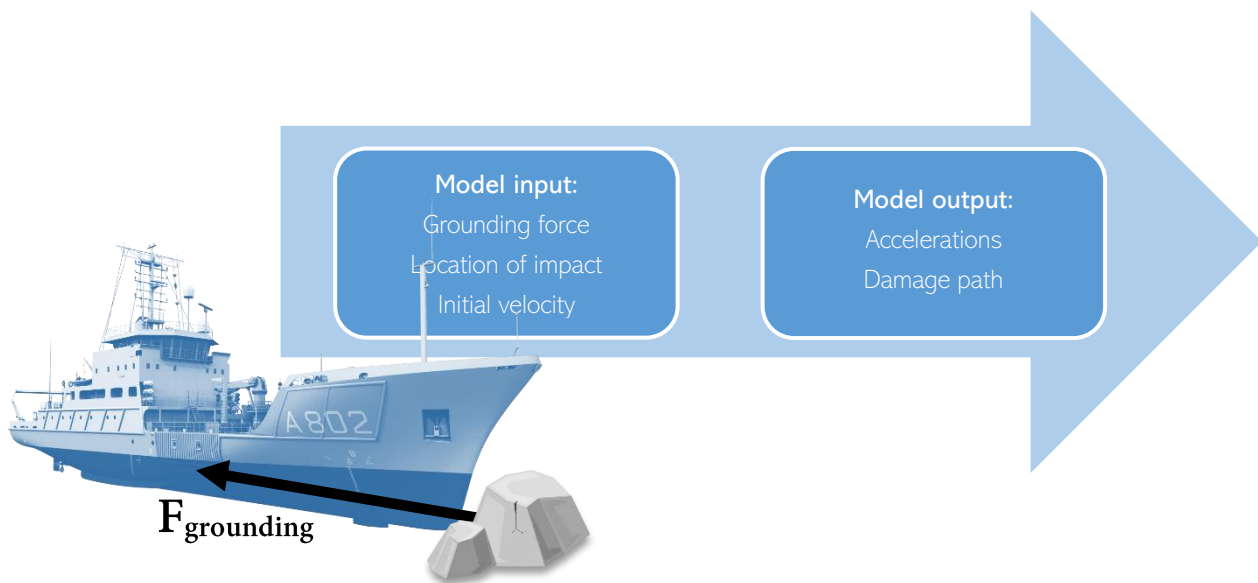 Model input:
Grounding force
Location of impact
Initial velocity
Model output:
Accelerations
Damage path
A802
Fgrounding